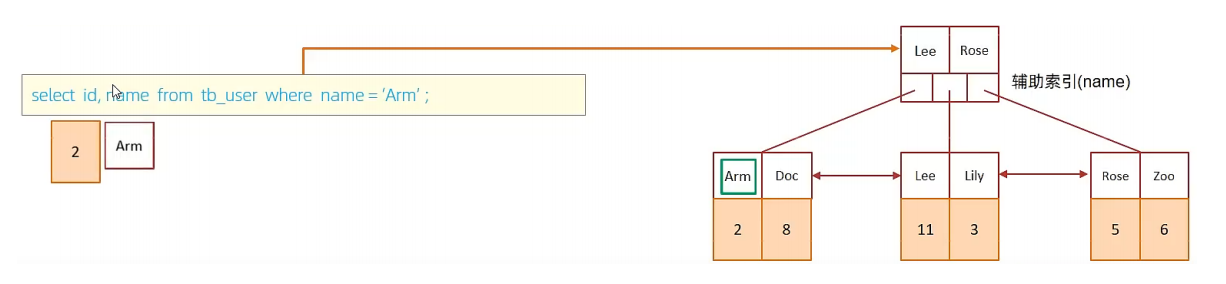 Lee Rose
select id, name from tb_user where name = ‘Arm’ ;
辅助索引(name)
2 Arm
Arm Doc Lee Lily Rose Zoo
2 8 11 3 5 6